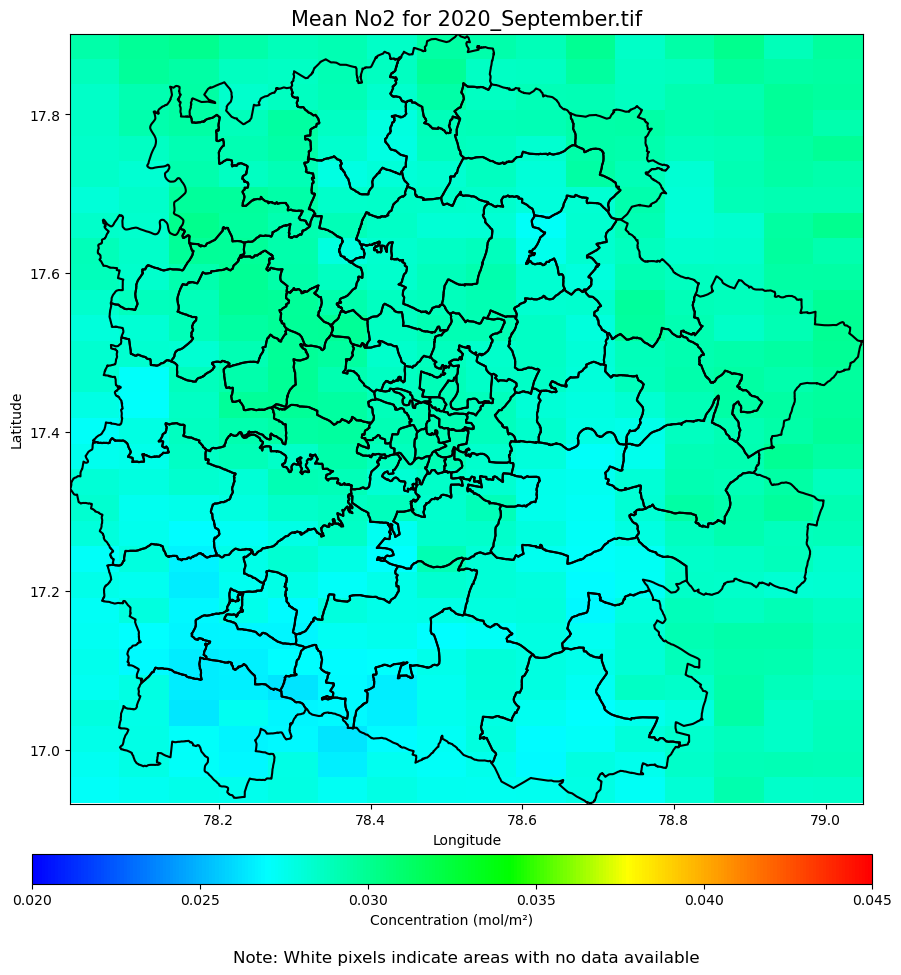 Mean No2 for 2020_September.tif
Latitude
17.8
17.6
17.4
17.2
17.0
78.2 78.4 78.6 78.8 79.0
Longitude
0.020 0.025 0.030 0.035 0.040 0.045
Concentration (mol/m²)
Note: White pixels indicate areas with no data available